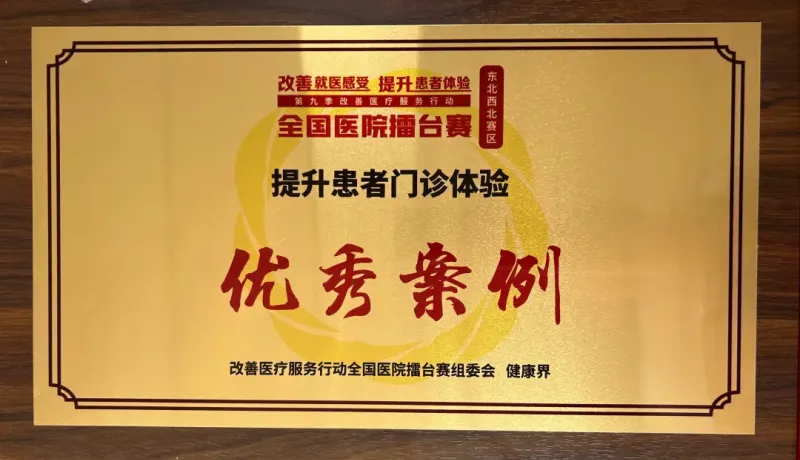 改善就医感受 提升患者体验
第九季改善医疗服务行动
全国医院擂台赛
东北西北赛区
提升患者门诊体验
优秀案例
改善医疗服务行动全国医院擂台赛组委会 健康界